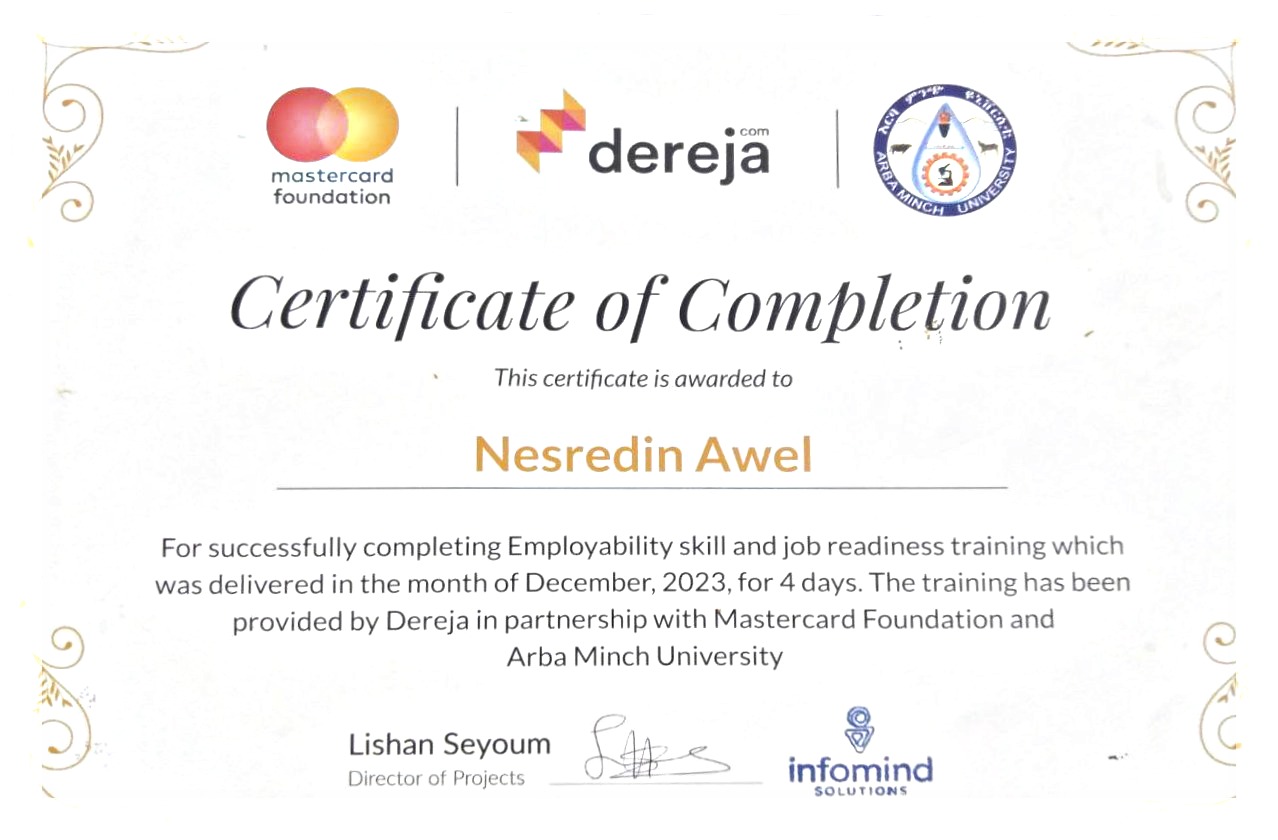 mastercard
foundation
dereja.com
አርባ ምንጭ ዩኒቨርሲቲ
ARBA MINCH UNIVERSITY
Certificate of Completion
This certificate is awarded to
Nesredin Awel
For successfully completing Employability skill and job readiness training which
was delivered in the month of December, 2023, for 4 days. The training has been
provided by Dereja in partnership with Mastercard Foundation and
Arba Minch University
Lishan Seyoum
Director of Projects
infomind
SOLUTIONS